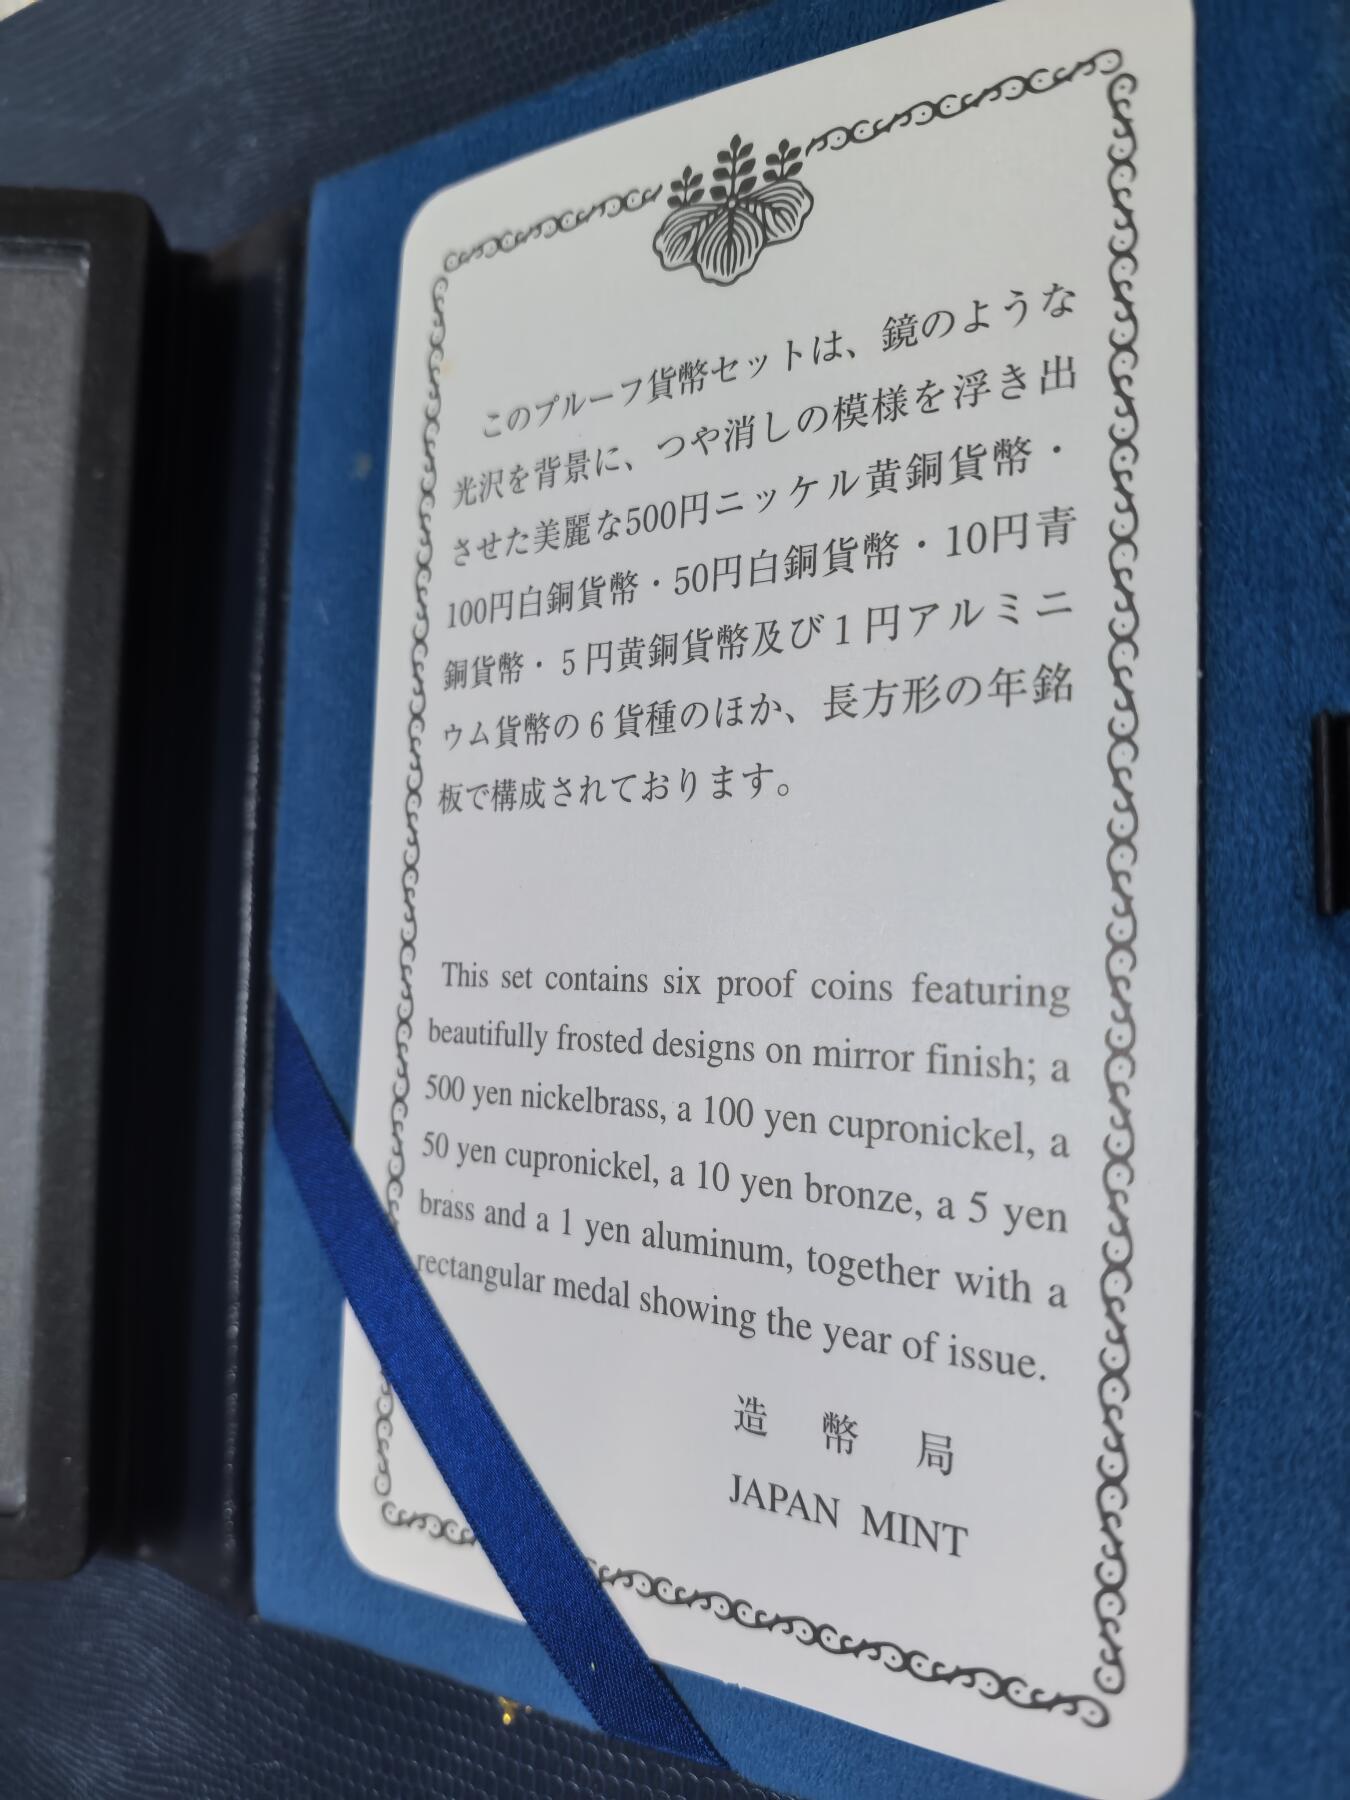 このプルーフ貨幣セットは、鏡のような
光沢を背景に、つや消しの模様を浮き出
させた美麗な500円ニッケル黄銅貨幣・
100円白銅貨幣・50円白銅貨幣・10円青
銅貨幣・5円黄銅貨幣及び1円アルミニ
ウム貨幣の6貨種のほか、長方形の年銘
板で構成されております。
This set contains six proof coins featuring
beautifully frosted designs on mirror finish; a
500 yen nickelbrass, a 100 yen cupronickel, a
50 yen cupronickel, a 10 yen bronze, a 5 yen
brass and a 1 yen aluminum, together with a
rectangular medal showing the year of issue.
造幣局
JAPAN MINT